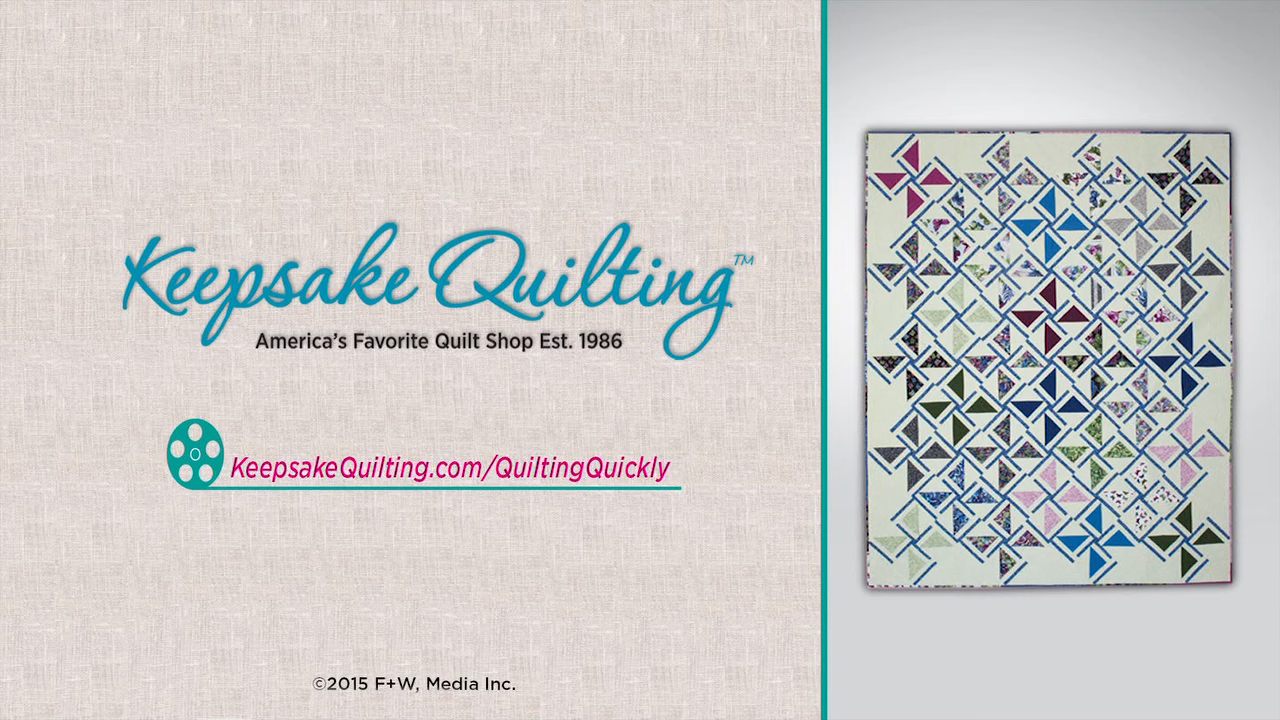 Keepsake Quilting™
America's Favorite Quilt Shop Est. 1986
KeepsakeQuilting.com/QuiltingQuickly
©2015 F+W, Media Inc.